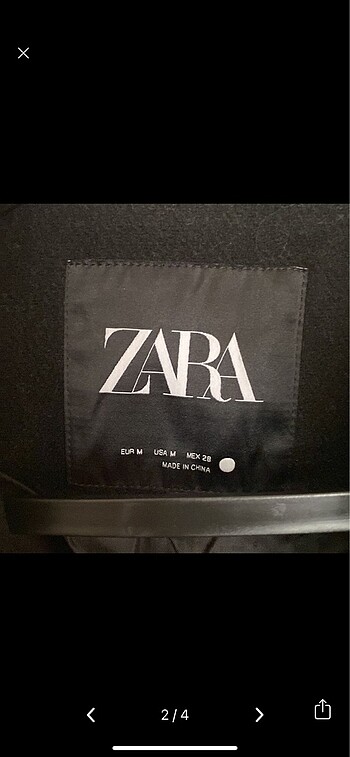 ZARA
EUR M USA M MEX 28
MADE IN CHINA
2/4